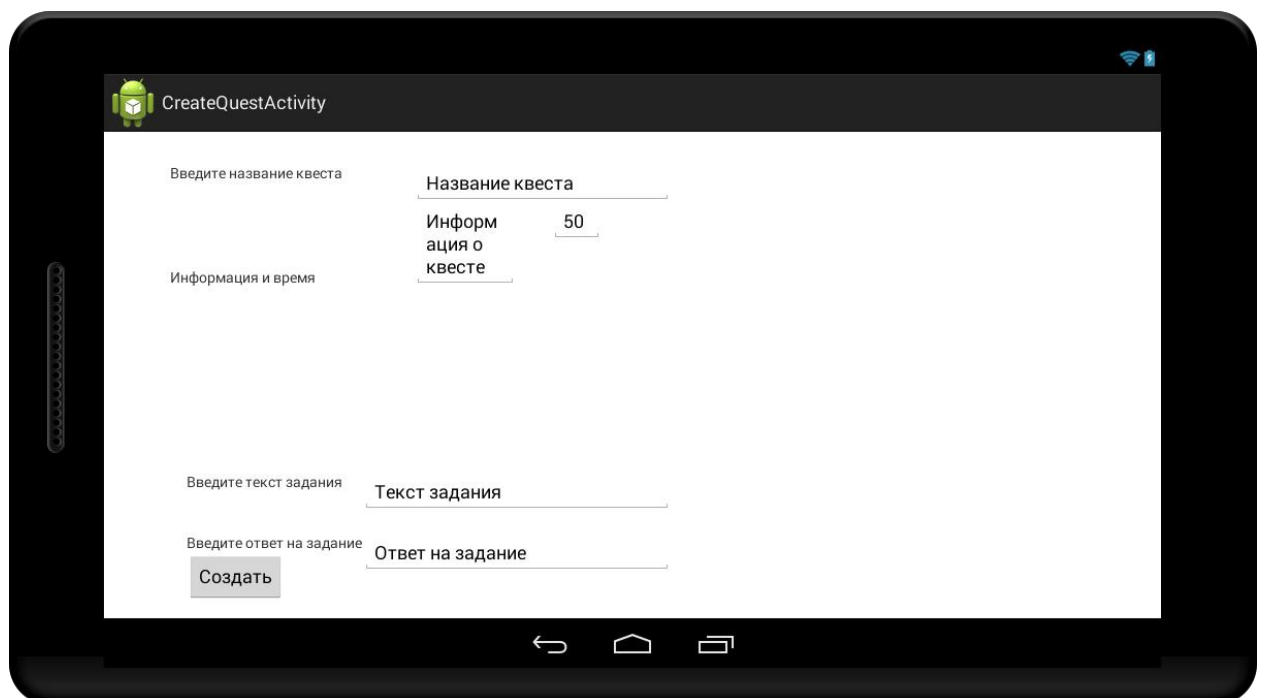 CreateQuestActivity
Введите название квеста
Название квеста
Информ
ация о
квесте
50
Информация и время
Введите текст задания
Текст задания
Введите ответ на задание
Ответ на задание
Создать